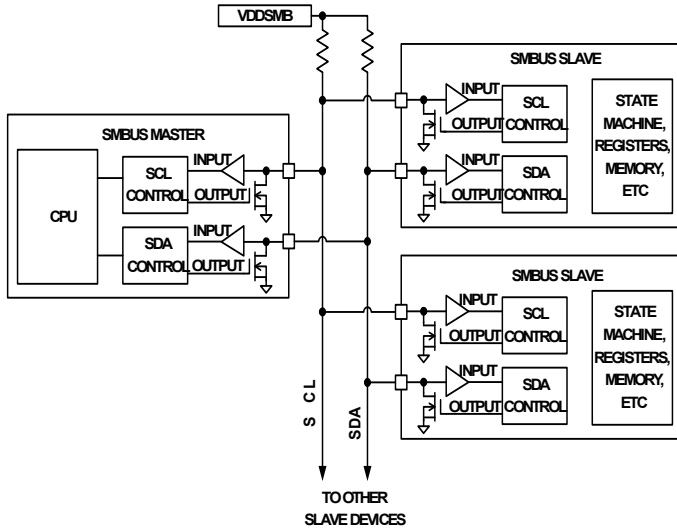 VDDSMB
SMBUS MASTER
CPU
SCL
CONTROL
INPUT
OUTPUT
SDA
CONTROL
INPUT
OUTPUT
SMBUS SLAVE
INPUT
OUTPUT
SCL
CONTROL
INPUT
OUTPUT
SDA
CONTROL
STATE
MACHINE,
REGISTERS,
MEMORY,
ETC
SMBUS SLAVE
INPUT
OUTPUT
SCL
CONTROL
INPUT
OUTPUT
SDA
CONTROL
STATE
MACHINE,
REGISTERS,
MEMORY,
ETC
S CL
SDA
TO OTHER
SLAVE DEVICES